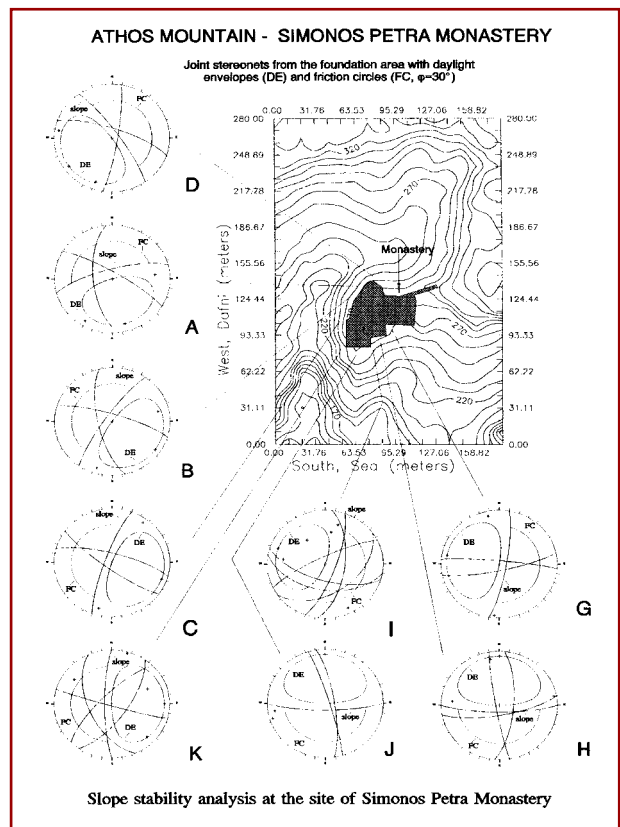 ATHOS MOUNTAIN - SIMONOS PETRA MONASTERY
Joint stereonets from the foundation area with daylight
envelopes (DE) and friction circles (FC, φ=30°)
0.00 31.76 63.53 95.29 127.06 158.82
280.00 280.00
248.89 248.89
217.78 217.78
186.67 186.67
155.56 155.56
124.44 124.44
93.33 93.33
62.22 62.22
31.11 31.11
0.00 0.00
0.00 31.76 63.53 95.29 127.06 158.82
West, Dufni (meters)
South, Sea (meters)
320
270
Monastery
220
270
220
slope
FC
DE
D
FC
slope
DE
A
slope
FC
DE
B
slope
DE
FC
C
slope
FC
DE
K
slope
DE
FC
I
FC
DE
slope
G
DE
slope
FC
J
DE
slope
FC
H
Slope stability analysis at the site of Simonos Petra Monastery